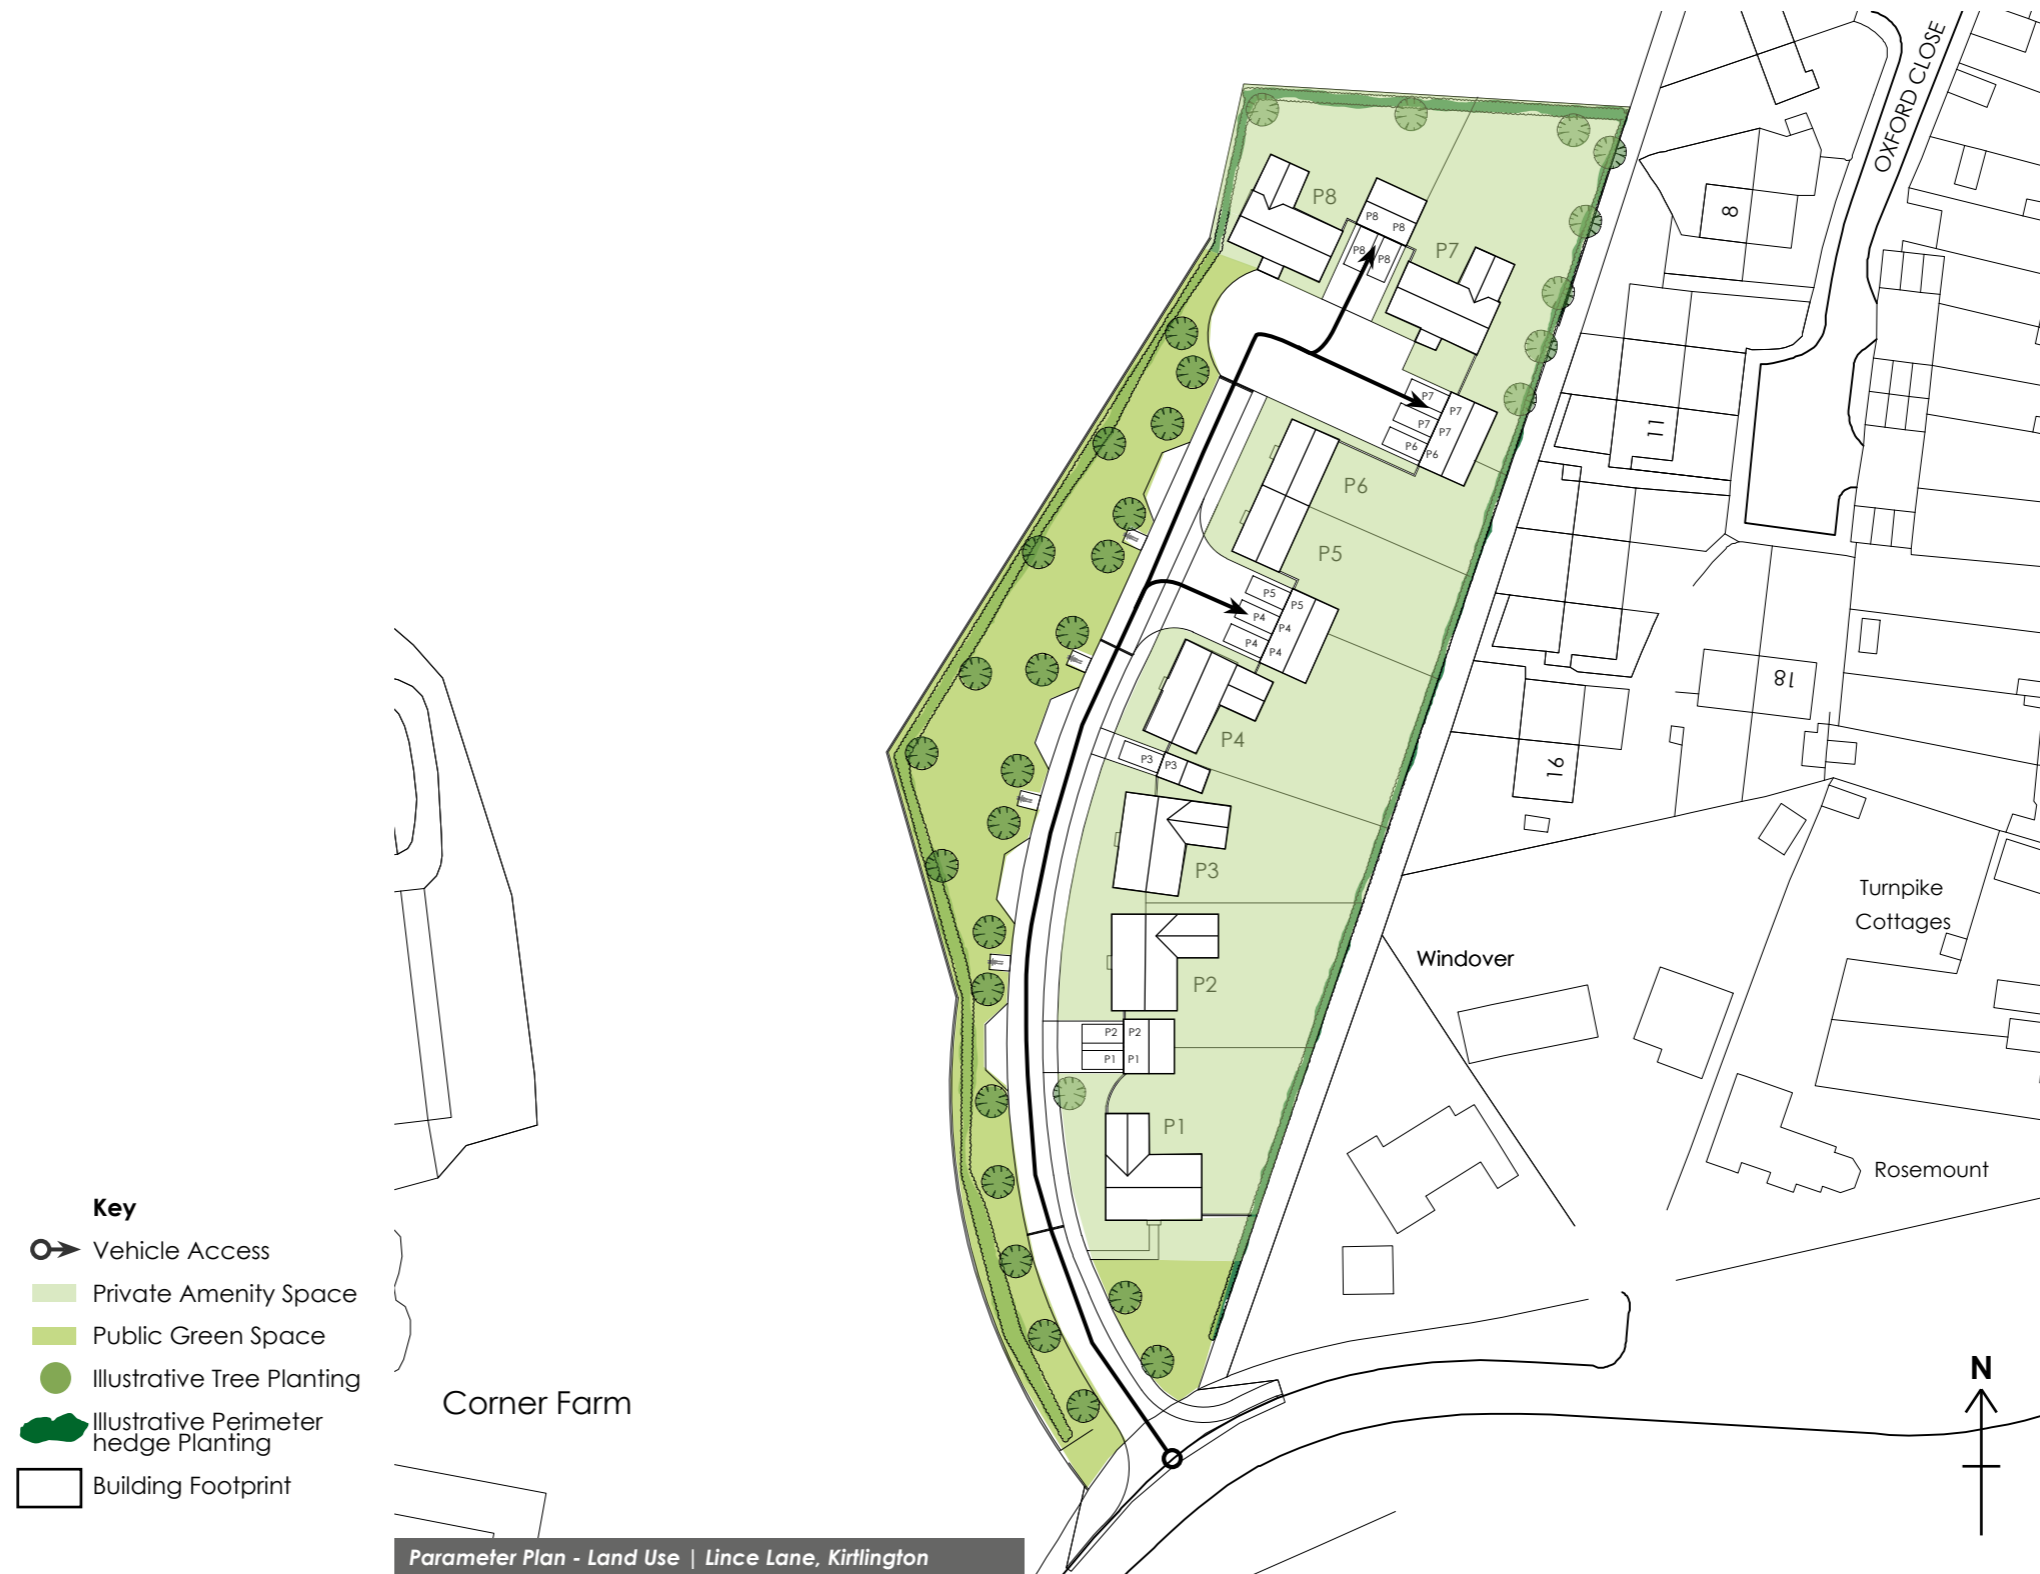 OXFORD CLOSE
8
P8
P8
P8
P8
P8
P7
P7
P7
P7
P7
P6
P6
11
P6
P5
P5
P5
P4
P4
P4
P4
18
P4
16
P3
P3
P3
Turnpike
Cottages
Windover
P2
P2
P2
P1
P1
P1
Rosemount
Key
Vehicle Access
Private Amenity Space
Public Green Space
Illustrative Tree Planting
Illustrative Perimeter
hedge Planting
Building Footprint
Corner Farm
N
Parameter Plan - Land Use | Lince Lane, Kirtlington